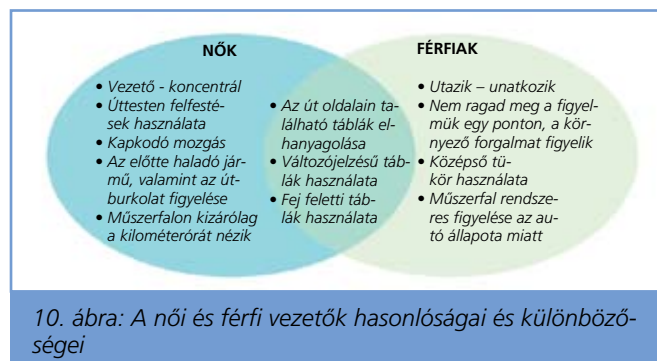 NŐK
• Vezető - koncentrál
• Úttesten felfesté-
sek használata
• Kapkodó mozgás
• Az előtte haladó jár-
mű, valamint az út-
burkolat figyelése
• Műszerfalon kizárólag
a kilométerórát nézik
• Az út oldalain ta-
lálható táblák el-
hanyagolása
• Változójelzésű táb-
lák használata
• Fej feletti táb-
lák használata
FÉRFIAK
• Utazik – unatkozik
• Nem ragad meg a figyel-
mük egy ponton, a kör-
nyező forgalmat figyelik
• Középső tü-
kör használata
• Műszerfal rendsze-
res figyelése az au-
tó állapota miatt
10. ábra: A női és férfi vezetők hasonlóságai és különböző-
ségei